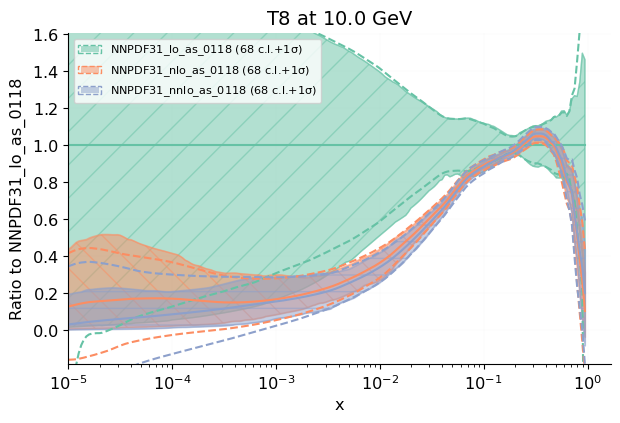 T8 at 10.0 GeV
NNPDF31_lo_as_0118 (68 c.l.+1σ)
NNPDF31_nlo_as_0118 (68 c.l.+1σ)
NNPDF31_nnlo_as_0118 (68 c.l.+1σ)
Ratio to NNPDF31_lo_as_0118
1.6
1.4
1.2
1.0
0.8
0.6
0.4
0.2
0.0
10⁻⁵ 10⁻⁴ 10⁻³ 10⁻² 10⁻¹ 10⁰
x